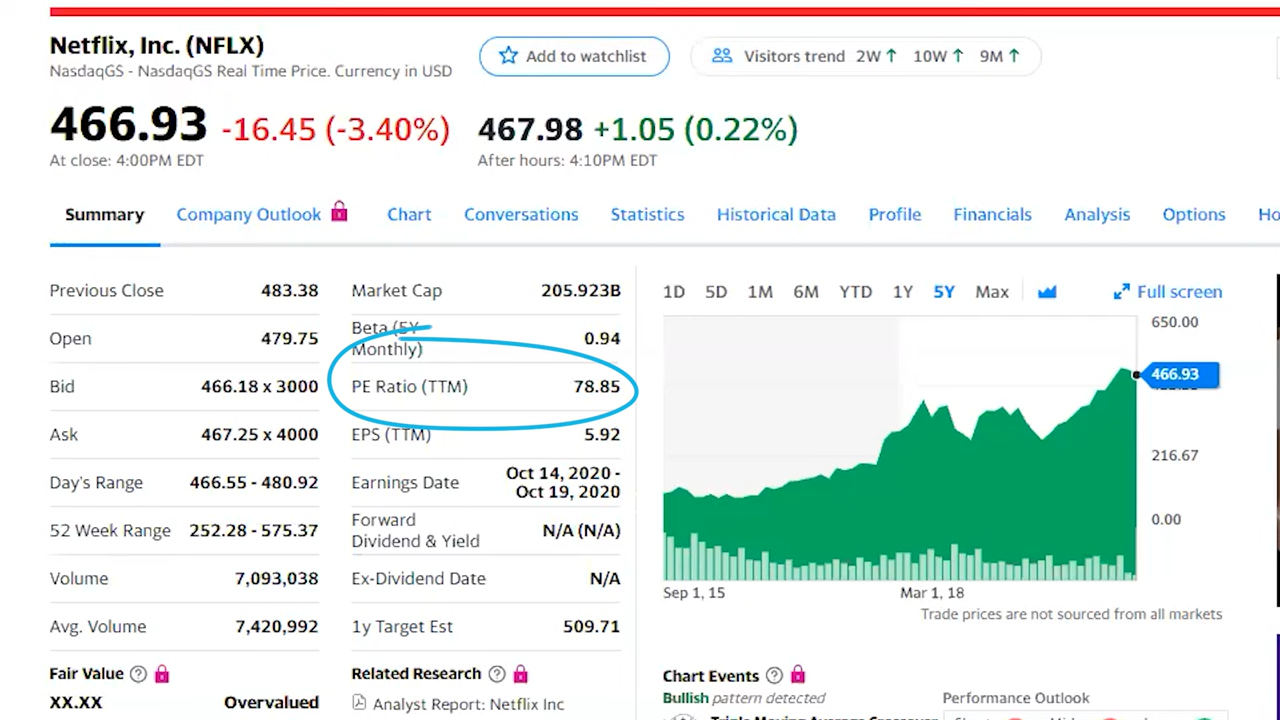 Netflix, Inc. (NFLX)
NasdaqGS - NasdaqGS Real Time Price. Currency in USD
Add to watchlist
Visitors trend 2W↑ 10W↑ 9M↑
466.93 -16.45 (-3.40%)
At close: 4:00PM EDT
467.98 +1.05 (0.22%)
After hours: 4:10PM EDT
Summary Company Outlook Chart Conversations Statistics Historical Data Profile Financials Analysis Options Ho
Previous Close 483.38
Open 479.75
Bid 466.18 x 3000
Ask 467.25 x 4000
Day's Range 466.55 - 480.92
52 Week Range 252.28 - 575.37
Volume 7,093,038
Avg. Volume 7,420,992
Fair Value
XX.XX Overvalued
Market Cap 205.923B
Beta (5Y
Monthly) 0.94
PE Ratio (TTM) 78.85
EPS (TTM) 5.92
Earnings Date Oct 14, 2020 -
Oct 19, 2020
Forward
Dividend & Yield N/A (N/A)
Ex-Dividend Date N/A
1y Target Est 509.71
Related Research
Analyst Report: Netflix Inc
1D 5D 1M 6M YTD 1Y 5Y Max Full screen
650.00
466.93
216.67
0.00
Sep 1, 15 Mar 1, 18
Trade prices are not sourced from all markets
Chart Events
Bullish pattern detected
Performance Outlook